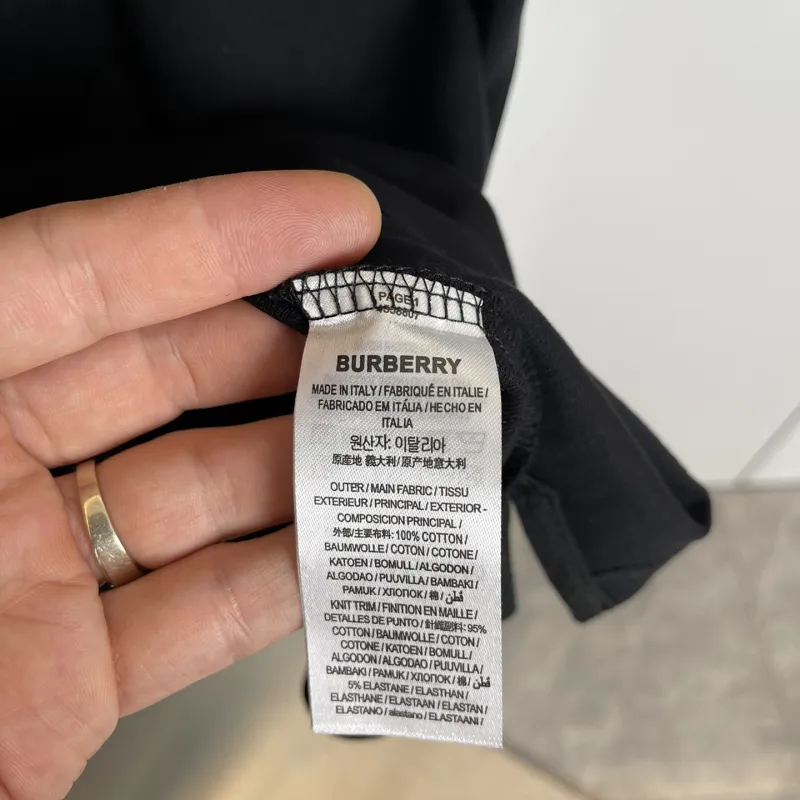 PAGE 1
4556807
BURBERRY
MADE IN ITALY / FABRIQUÉ EN ITALIE /
FABRICADO EM ITÁLIA / HECHO EN
ITALIA
원산자: 이탈리아
原産地 義大利 / 原产地意大利
OUTER / MAIN FABRIC / TISSU
EXTERIEUR / PRINCIPAL / EXTERIOR -
COMPOSICION PRINCIPAL /
外部/主要布料: 100% COTTON /
BAUMWOLLE / COTON / COTONE /
KATOEN / BOMULL / ALGODON /
ALGODAO / PUUVILLA / BAMBAKI /
PAMUK / ХЛОПОК / 棉 / قطن /
KNIT TRIM / FINITION EN MAILLE /
DETALLES DE PUNTO / 針織副料: 95%
COTTON / BAUMWOLLE / COTON /
COTONE / KATOEN / BOMULL /
ALGODON / ALGODAO / PUUVILLA /
BAMBAKI / PAMUK / ХЛОПОК / 棉 / قطن /
5% ELASTANE / ELASTHAN /
ELASTHANE / ELASTAAN / ELASTAN /
ELASTANO / elastano / ELASTAANI /